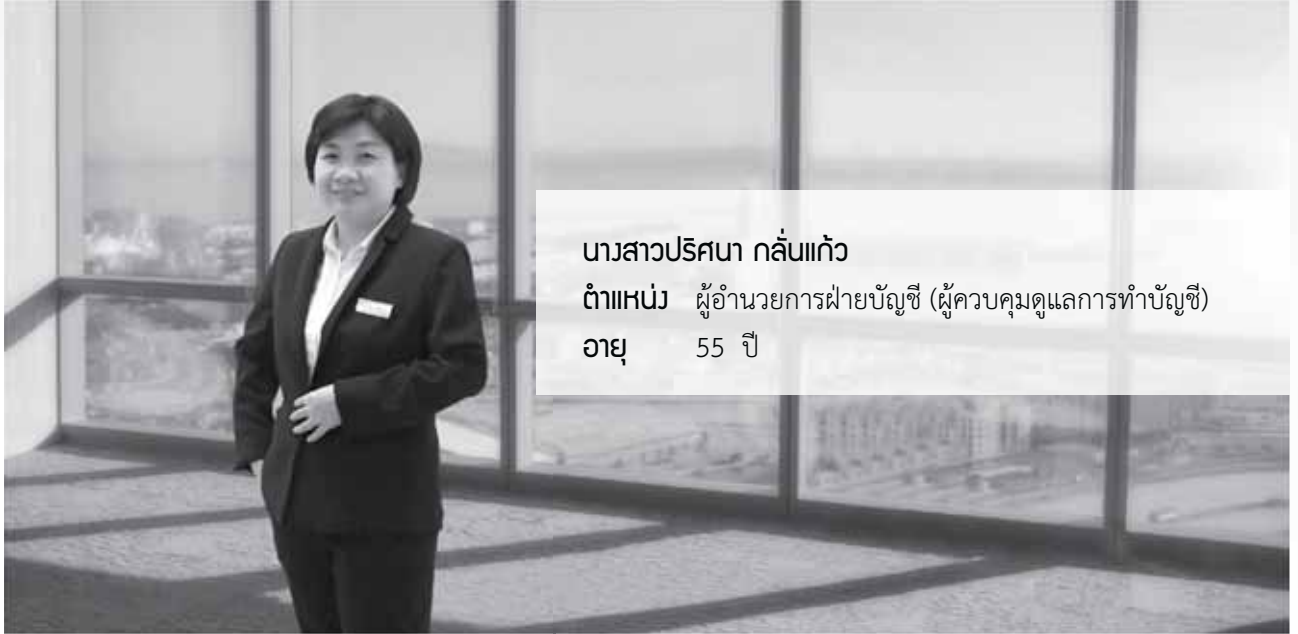 นางสาวปริศนา กลั่นแก้ว
ตำแหน่ง ผู้อำนวยการฝ่ายบัญชี (ผู้ควบคุมดูแลการทำบัญชี)
อายุ 55 ปี